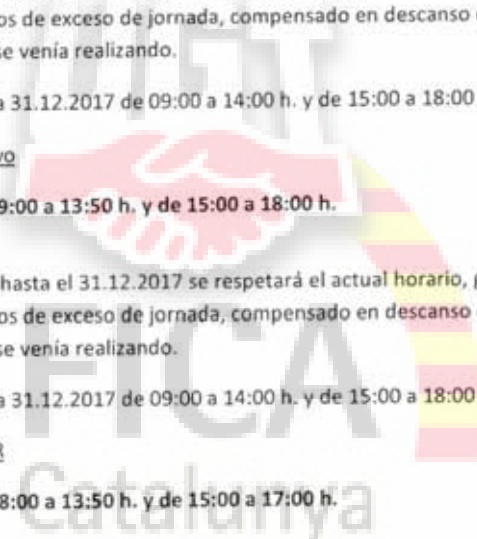 os de exceso de jornada, compensado en descanso
se venía realizando.
a 31.12.2017 de 09:00 a 14:00 h. y de 15:00 a 18:00
vo
9:00 a 13:50 h. y de 15:00 a 18:00 h.
hasta el 31.12.2017 se respetará el actual horario,
os de exceso de jornada, compensado en descanso
se venía realizando.
a 31.12.2017 de 09:00 a 14:00 h. y de 15:00 a 18:00
8:00 a 13:50 h. y de 15:00 a 17:00 h.
UGT
FICA
Catalunya